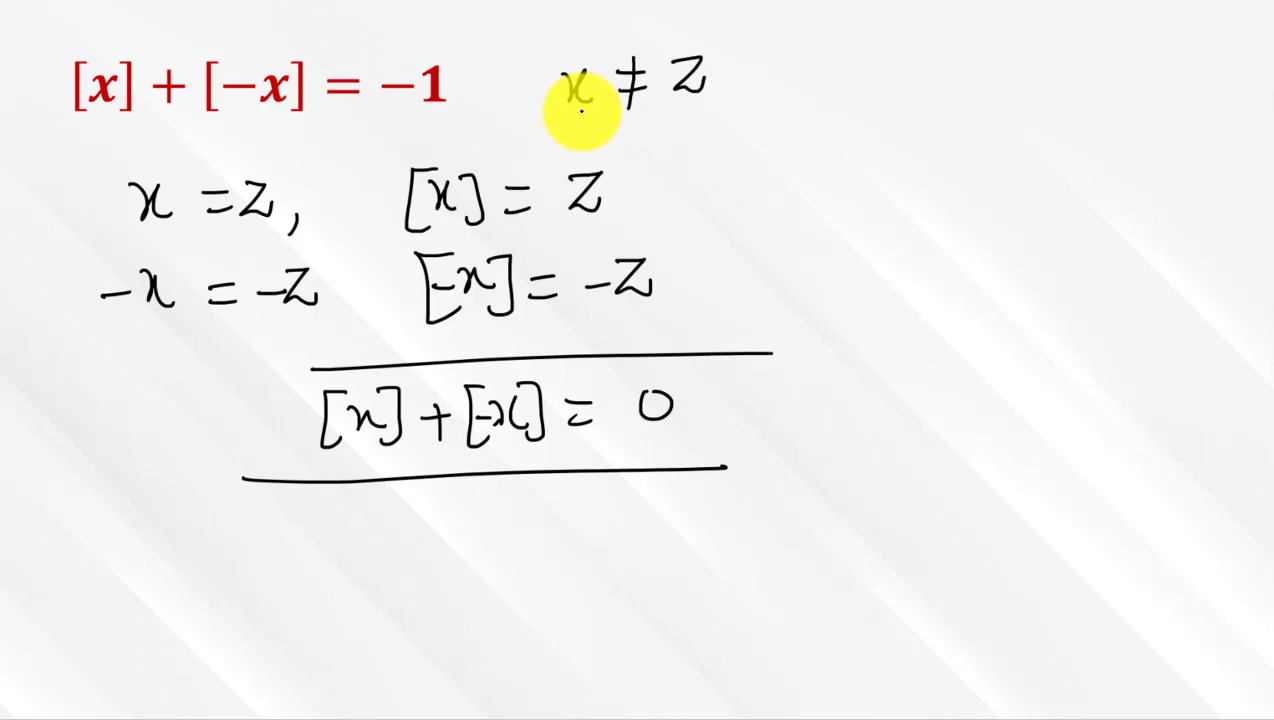 [x] + [−x] = −1 x ≠ Z
x = Z, [x] = Z
-x = -Z [-x] = -Z
[x] + [-x] = 0